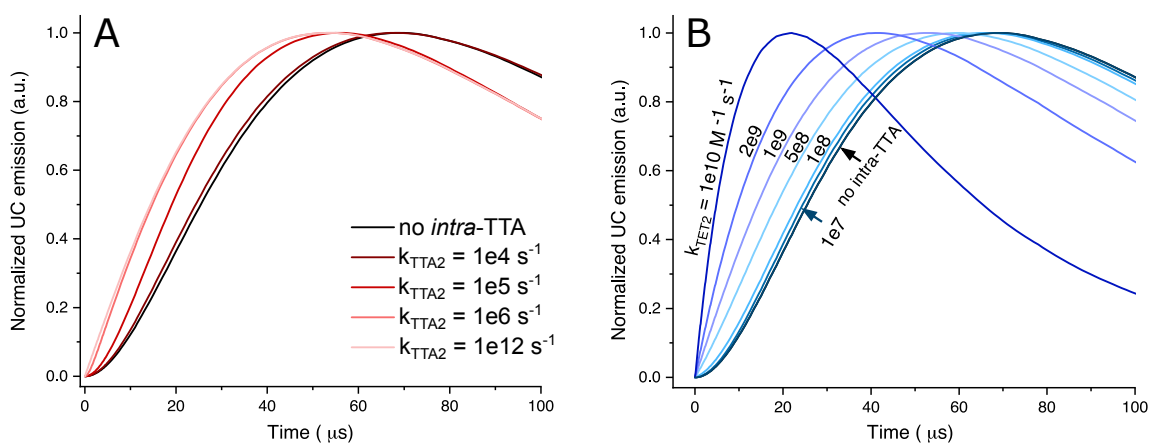 A
Normalized UC emission (a.u.)
1.0
0.8
0.6
0.4
0.2
0.0
no intra-TTA
kTTA2 = 1e4 s-1
kTTA2 = 1e5 s-1
kTTA2 = 1e6 s-1
kTTA2 = 1e12 s-1
0 20 40 60 80 100
Time ( μs)
B
Normalized UC emission (a.u.)
1.0
0.8
0.6
0.4
0.2
0.0
kTET2 = 1e10 M -1 s-1
2e9
1e9
5e8
1e8
no intra-TTA
1e7
0 20 40 60 80 100
Time ( μs)